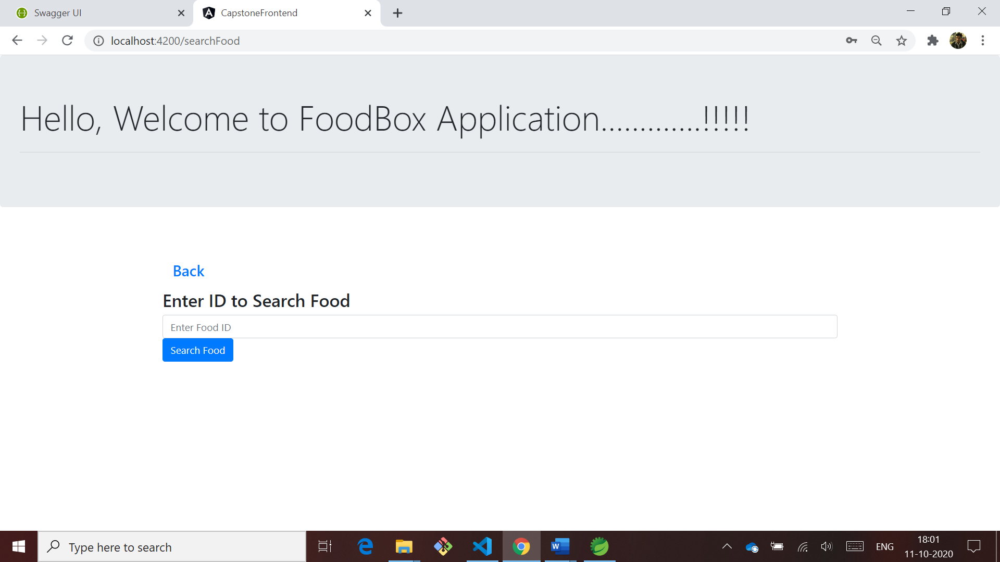 Swagger UI
CapstoneFrontend
localhost:4200/searchFood
Hello, Welcome to FoodBox Application.............!!!!!
Back
Enter ID to Search Food
Enter Food ID
Search Food
Type here to search
ENG
18:01
11-10-2020